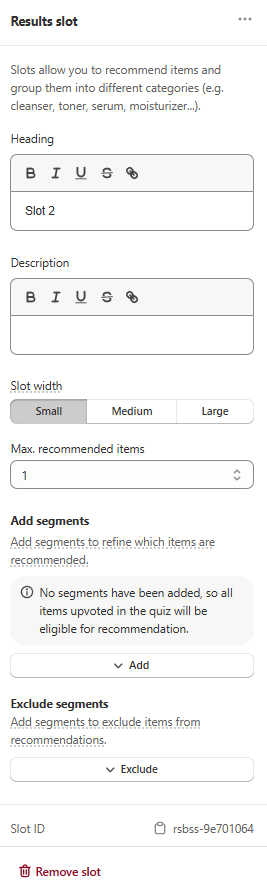 Results slot
Slots allow you to recommend items and
group them into different categories (e.g.
cleanser, toner, serum, moisturizer...).
Heading
B I U S
Slot 2
Description
B I U S
Slot width
Small Medium Large
Max. recommended items
1
Add segments
Add segments to refine which items are
recommended.
No segments have been added, so all
items upvoted in the quiz will be
eligible for recommendation.
Add
Exclude segments
Add segments to exclude items from
recommendations.
Exclude
Slot ID rsbss-9e701064
Remove slot